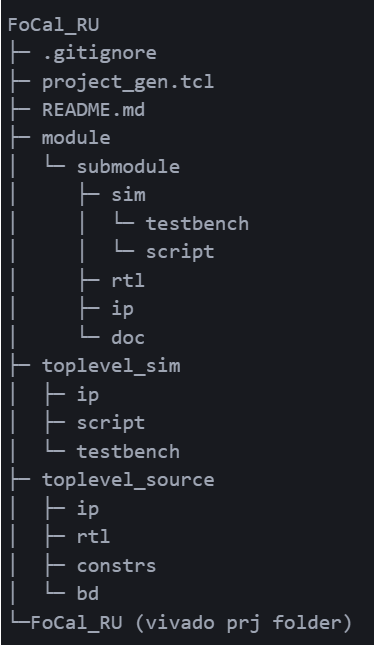 FoCal_RU
├─ .gitignore
├─ project_gen.tcl
├─ README.md
├─ module
│  └─ submodule
│     ├─ sim
│     │  └─ testbench
│     │  └─ script
│     ├─ rtl
│     ├─ ip
│     └─ doc
├─ toplevel_sim
│  ├─ ip
│  ├─ script
│  └─ testbench
├─ toplevel_source
│  ├─ ip
│  ├─ rtl
│  ├─ constrs
│  └─ bd
└─FoCal_RU (vivado prj folder)